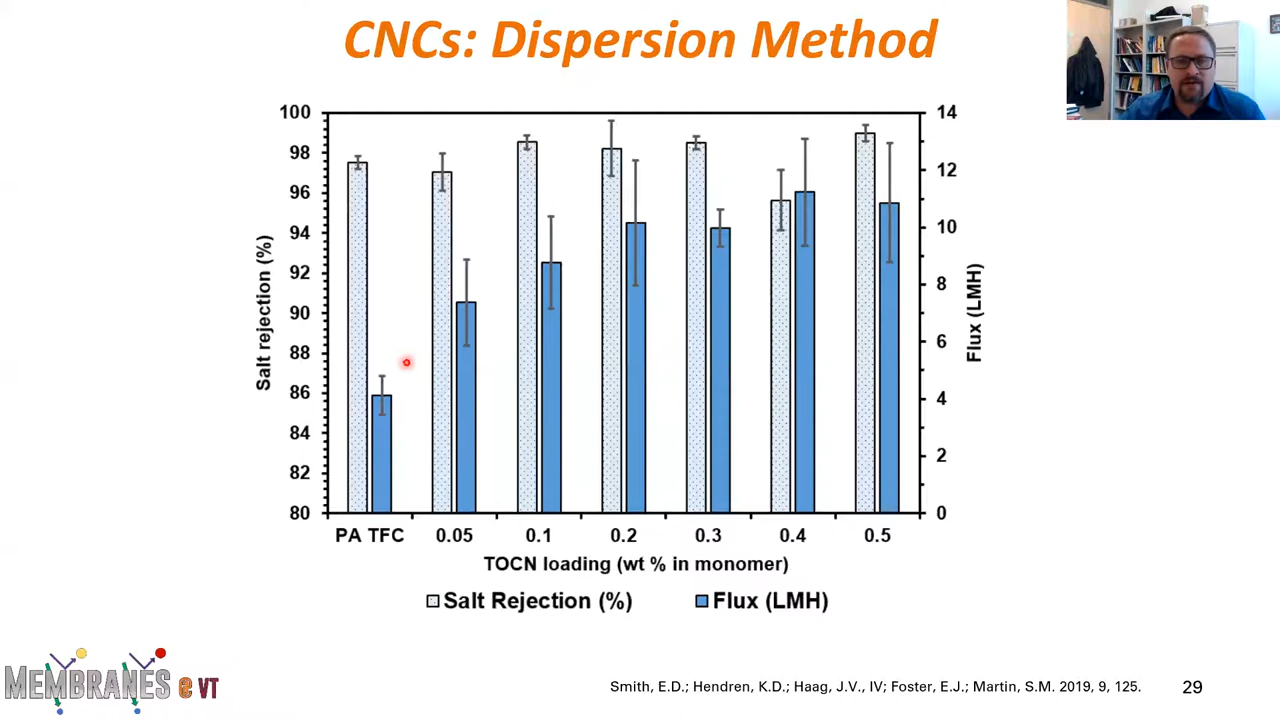 CNCs: Dispersion Method
100
98
96
94
92
90
88
86
84
82
80
Salt rejection (%)
14
12
10
8
6
4
2
0
Flux (LMH)
PA TFC 0.05 0.1 0.2 0.3 0.4 0.5
TOCN loading (wt % in monomer)
Salt Rejection (%) Flux (LMH)
MEMBRANES @ VT
Smith, E.D.; Hendren, K.D.; Haag, J.V., IV; Foster, E.J.; Martin, S.M. 2019, 9, 125.
29